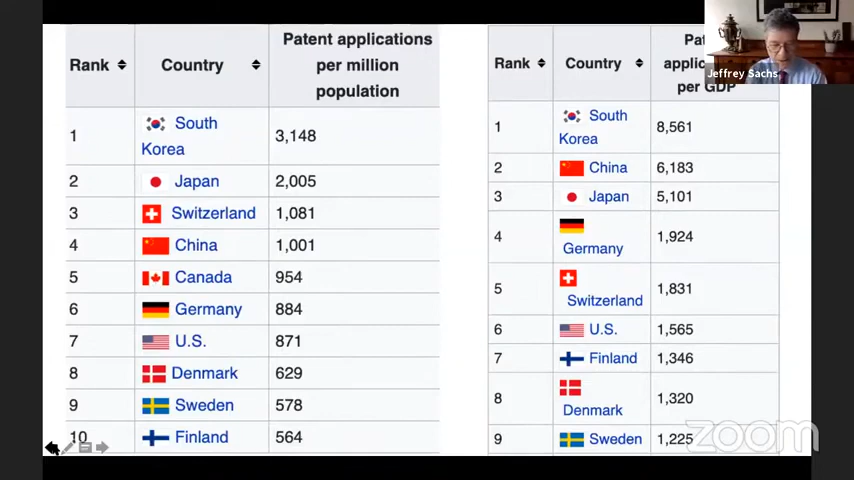 Rank Country Patent applications per million population
1 South Korea 3,148
2 Japan 2,005
3 Switzerland 1,081
4 China 1,001
5 Canada 954
6 Germany 884
7 U.S. 871
8 Denmark 629
9 Sweden 578
10 Finland 564
Rank Country per GDP
1 South Korea 8,561
2 China 6,183
3 Japan 5,101
4 Germany 1,924
5 Switzerland 1,831
6 U.S. 1,565
7 Finland 1,346
8 Denmark 1,320
9 Sweden 1,225
Jeffrey Sachs
zoom